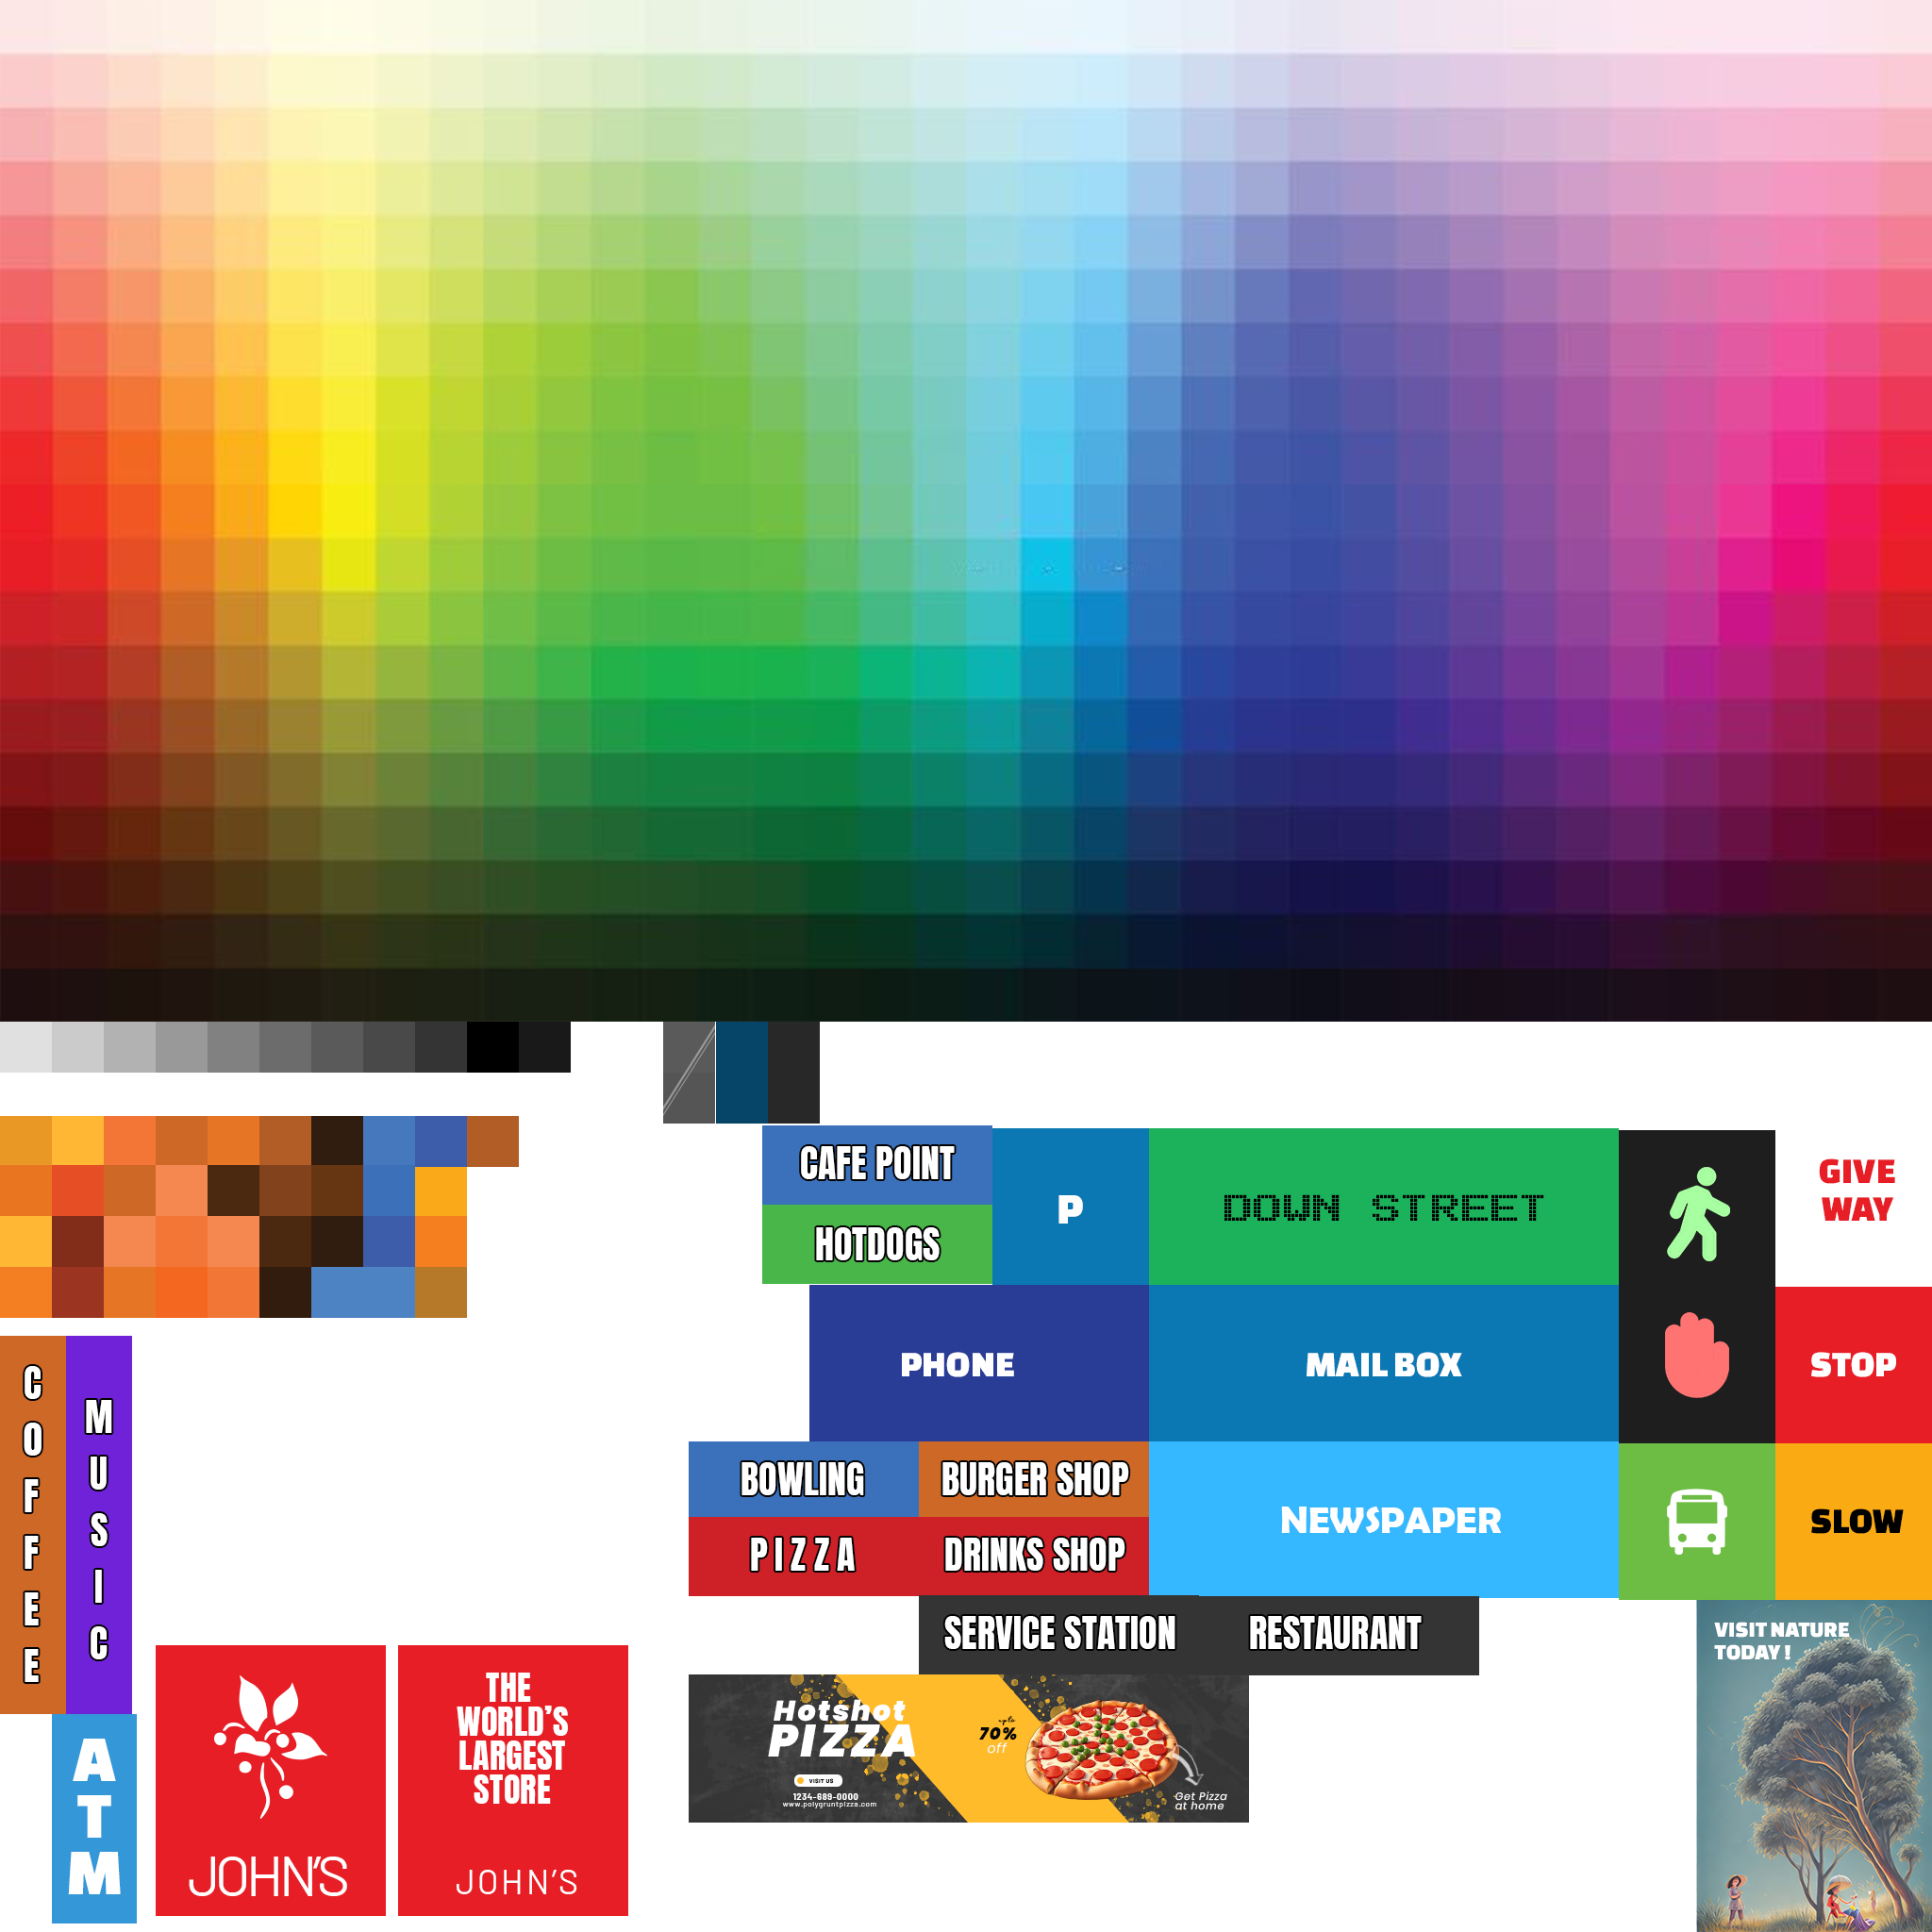 CAFE POINT
HOTDOGS
P
DOWN STREET
GIVE
WAY
PHONE
MAIL BOX
STOP
BOWLING
BURGER SHOP
PIZZA
DRINKS SHOP
NEWSPAPER
SLOW
SERVICE STATION
RESTAURANT
COFFEE
MUSIC
ATM
JOHN'S
THE
WORLD'S
LARGEST
STORE
JOHN'S
Hotshot
PIZZA
VISIT US
1234-689-0000
www.polygruntpizza.com
upto
70%
off
Get Pizza
at home
VISIT NATURE
TODAY !